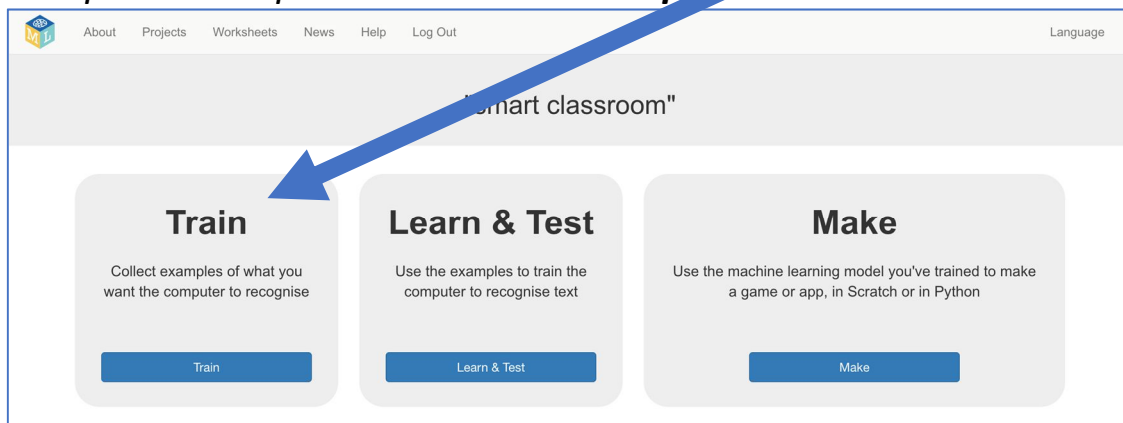 ML
About Projects Worksheets News Help Log Out Language
smart classroom"
Train
Collect examples of what you
want the computer to recognise
Train
Learn & Test
Use the examples to train the
computer to recognise text
Learn & Test
Make
Use the machine learning model you've trained to make
a game or app, in Scratch or in Python
Make